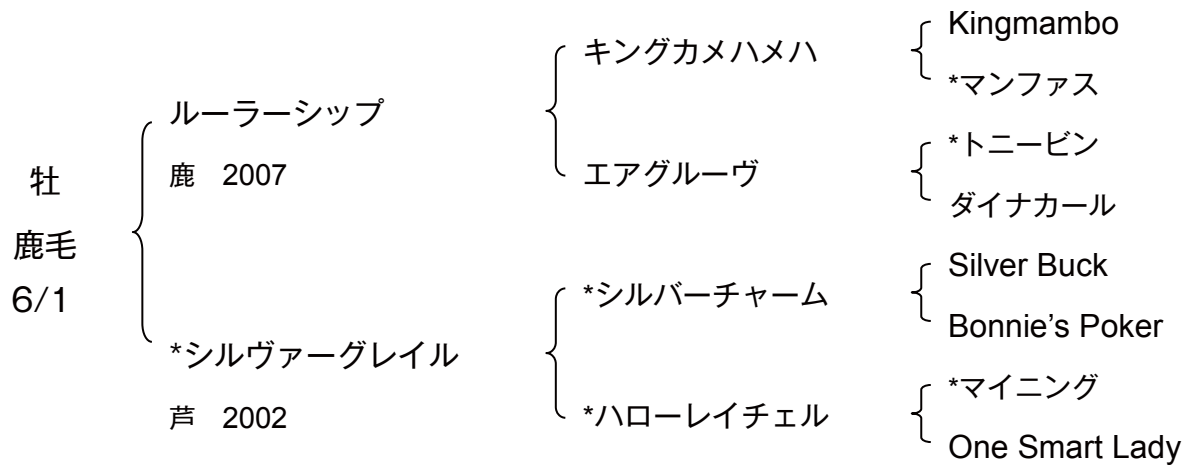 牡
鹿毛
6/1
ルーラーシップ
鹿 2007
*シルヴァーグレイル
芦 2002
キングカメハメハ
エアグルーヴ
*シルバーチャーム
*ハローレイチェル
Kingmambo
*マンファス
*トニービン
ダイナカール
Silver Buck
Bonnie’s Poker
*マイニング
One Smart Lady